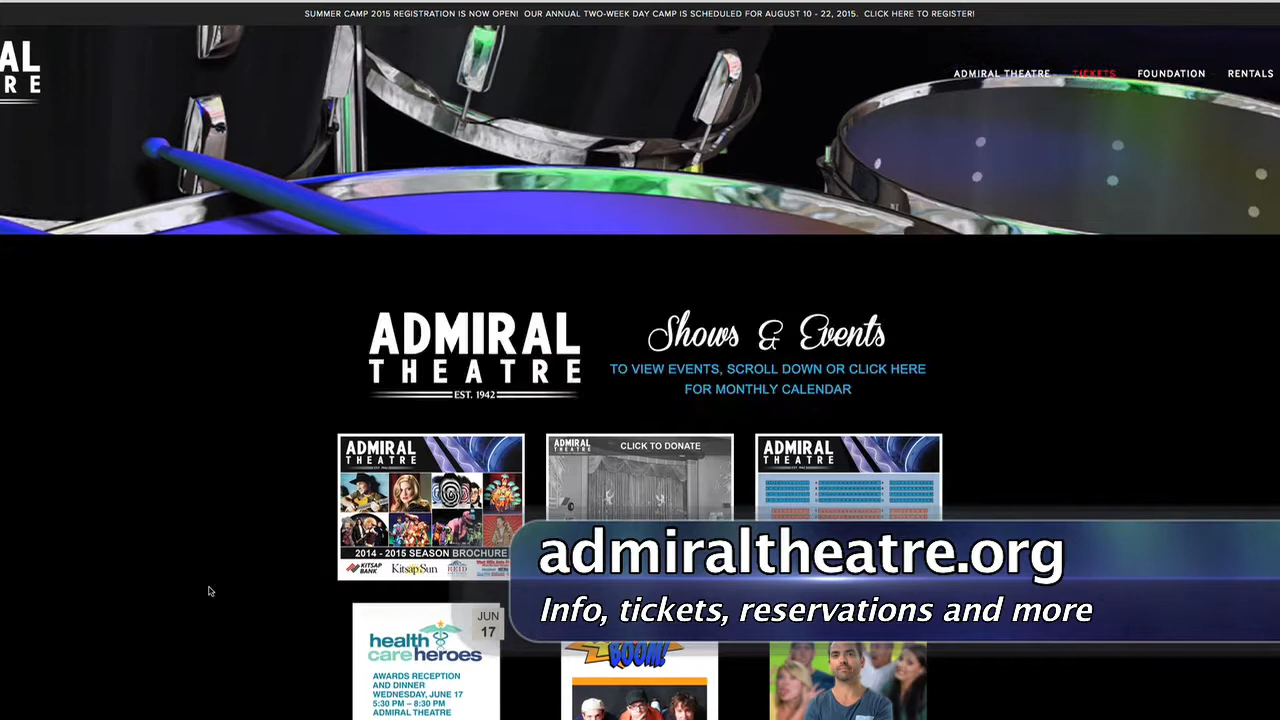 SUMMER CAMP 2015 REGISTRATION IS NOW OPEN! OUR ANNUAL TWO-WEEK DAY CAMP IS SCHEDULED FOR AUGUST 10 - 22, 2015. CLICK HERE TO REGISTER!
AL
RE
ADMIRAL THEATRE TICKETS FOUNDATION RENTALS
ADMIRAL
THEATRE
EST. 1942
Shows & Events
TO VIEW EVENTS, SCROLL DOWN OR CLICK HERE
FOR MONTHLY CALENDAR
ADMIRAL
THEATRE
2014 - 2015 SEASON BROCHURE
KITSAP
BANK
Kitsap Sun
REID
ADMIRAL
THEATRE
CLICK TO DONATE
ADMIRAL
THEATRE
admiraltheatre.org
Info, tickets, reservations and more
JUN
17
health
care heroes
AWARDS RECEPTION
AND DINNER
WEDNESDAY, JUNE 17
5:30 PM – 8:30 PM
ADMIRAL THEATRE
BOOM!